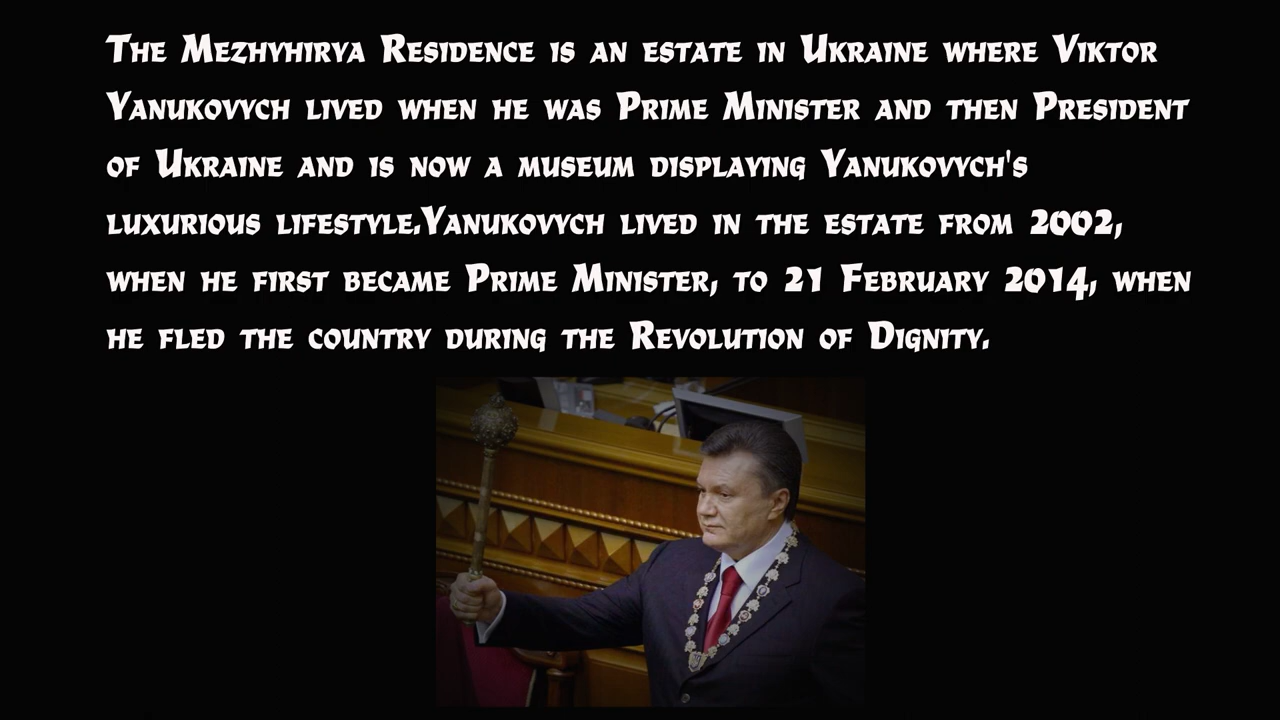 The Mezhyhirya Residence is an estate in Ukraine where Viktor
Yanukovych lived when he was Prime Minister and then President
of Ukraine and is now a museum displaying Yanukovych's
luxurious lifestyle.Yanukovych lived in the estate from 2002,
when he first became Prime Minister, to 21 February 2014, when
he fled the country during the Revolution of Dignity.